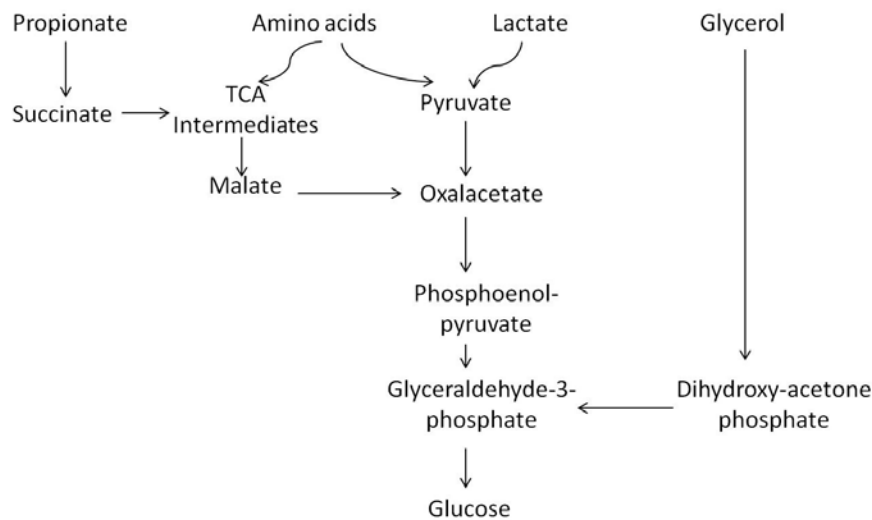 Propionate
Amino acids
Lactate
Glycerol
TCA
Intermediates
Succinate
Pyruvate
Malate
Oxalacetate
Phosphoenol-
pyruvate
Glyceraldehyde-3-
phosphate
Dihydroxy-acetone
phosphate
Glucose